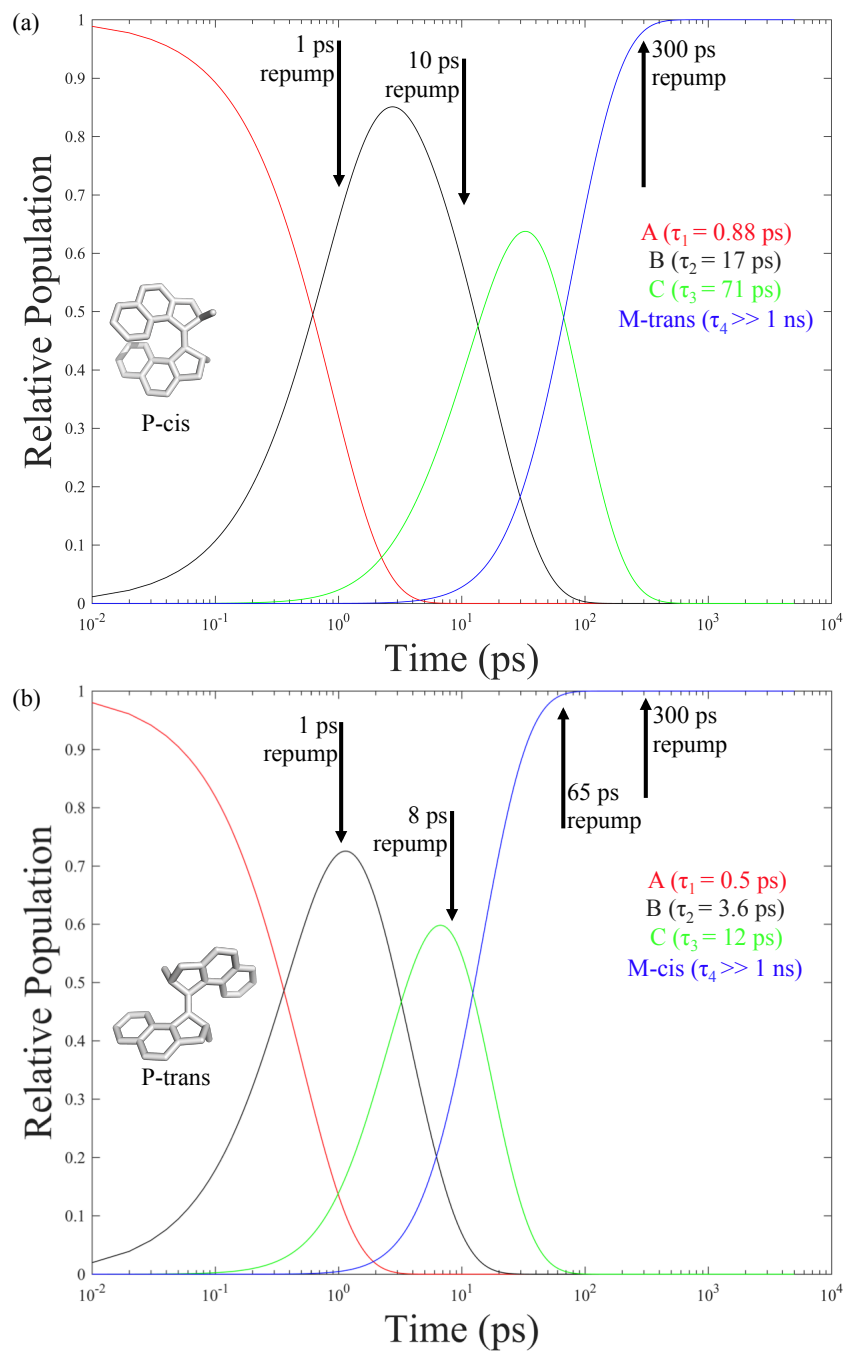 (a)
1
0.9
0.8
0.7
0.6
0.5
0.4
0.3
0.2
0.1
0
Relative Population
1 ps
repump
10 ps
repump
300 ps
repump
A (τ1 = 0.88 ps)
B (τ2 = 17 ps)
C (τ3 = 71 ps)
M-trans (τ4 >> 1 ns)
P-cis
10-2
10-1
100
101
102
103
104
Time (ps)
(b)
1
0.9
0.8
0.7
0.6
0.5
0.4
0.3
0.2
0.1
0
Relative Population
1 ps
repump
8 ps
repump
65 ps
repump
300 ps
repump
A (τ1 = 0.5 ps)
B (τ2 = 3.6 ps)
C (τ3 = 12 ps)
M-cis (τ4 >> 1 ns)
P-trans
10-2
10-1
100
101
102
103
104
Time (ps)